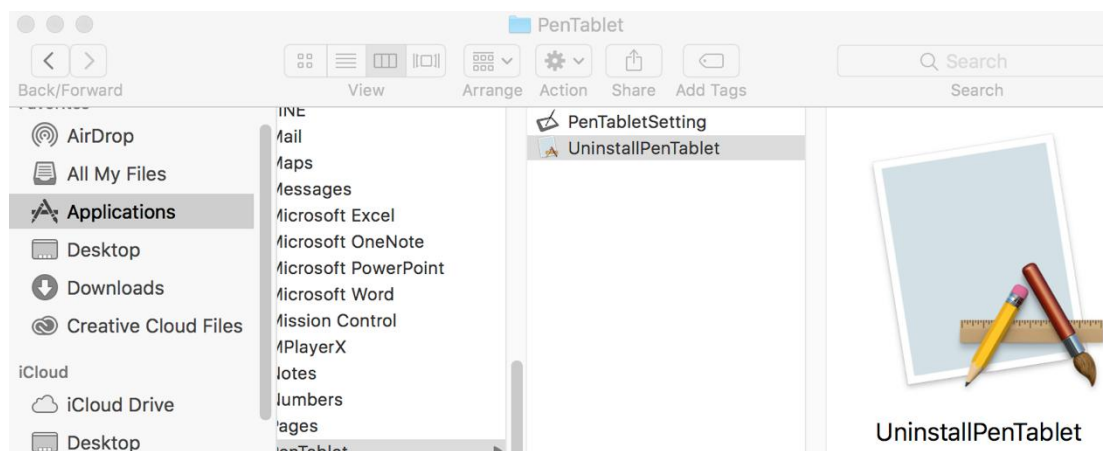 PenTablet
Back/Forward
View
Arrange
Action
Share
Add Tags
Search
Search
AirDrop
All My Files
Applications
Desktop
Downloads
Creative Cloud Files
iCloud
iCloud Drive
Desktop
INE
Mail
Maps
Messages
Microsoft Excel
Microsoft OneNote
Microsoft PowerPoint
Microsoft Word
Mission Control
MPlayerX
Notes
Numbers
Pages
PenTablet
PenTabletSetting
UninstallPenTablet
UninstallPenTablet